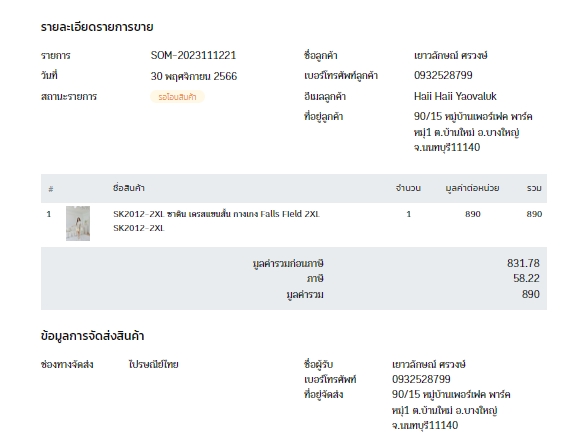 รายละเอียดรายการขาย
รายการ SOM-2023111221
วันที่ 30 พฤศจิกายน 2566
สถานะรายการ รอโอนสินค้า
ชื่อลูกค้า เยาวลักษณ์ ศรวงษ์
เบอร์โทรศัพท์ลูกค้า 0932528799
อีเมลลูกค้า Haii Haii Yaovaluk
ที่อยู่ลูกค้า 90/15 หมู่บ้านเพอร์เฟค พาร์ค
หมู่1 ต.บ้านใหม่ อ.บางใหญ่
จ.นนทบุรี11140
# ชื่อสินค้า จำนวน มูลค่าต่อหน่วย รวม
1 SK2012-2XL ซาติน เดรสแขนสั้น กางเกง Falls Field 2XL 1 890 890
SK2012-2XL
มูลค่ารวมก่อนภาษี 831.78
ภาษี 58.22
มูลค่ารวม 890
ข้อมูลการจัดส่งสินค้า
ช่องทางจัดส่ง ไปรษณีย์ไทย
ชื่อผู้รับ เยาวลักษณ์ ศรวงษ์
เบอร์โทรศัพท์ 0932528799
ที่อยู่จัดส่ง 90/15 หมู่บ้านเพอร์เฟค พาร์ค
หมู่1 ต.บ้านใหม่ อ.บางใหญ่
จ.นนทบุรี11140